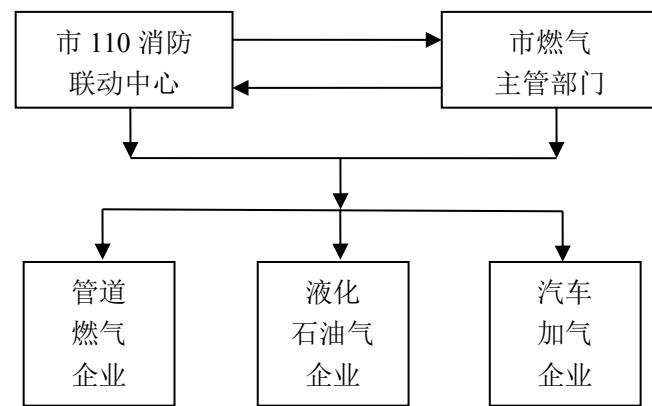 市 110 消防
联动中心
市燃气
主管部门
管道
燃气
企业
液化
石油气
企业
汽车
加气
企业